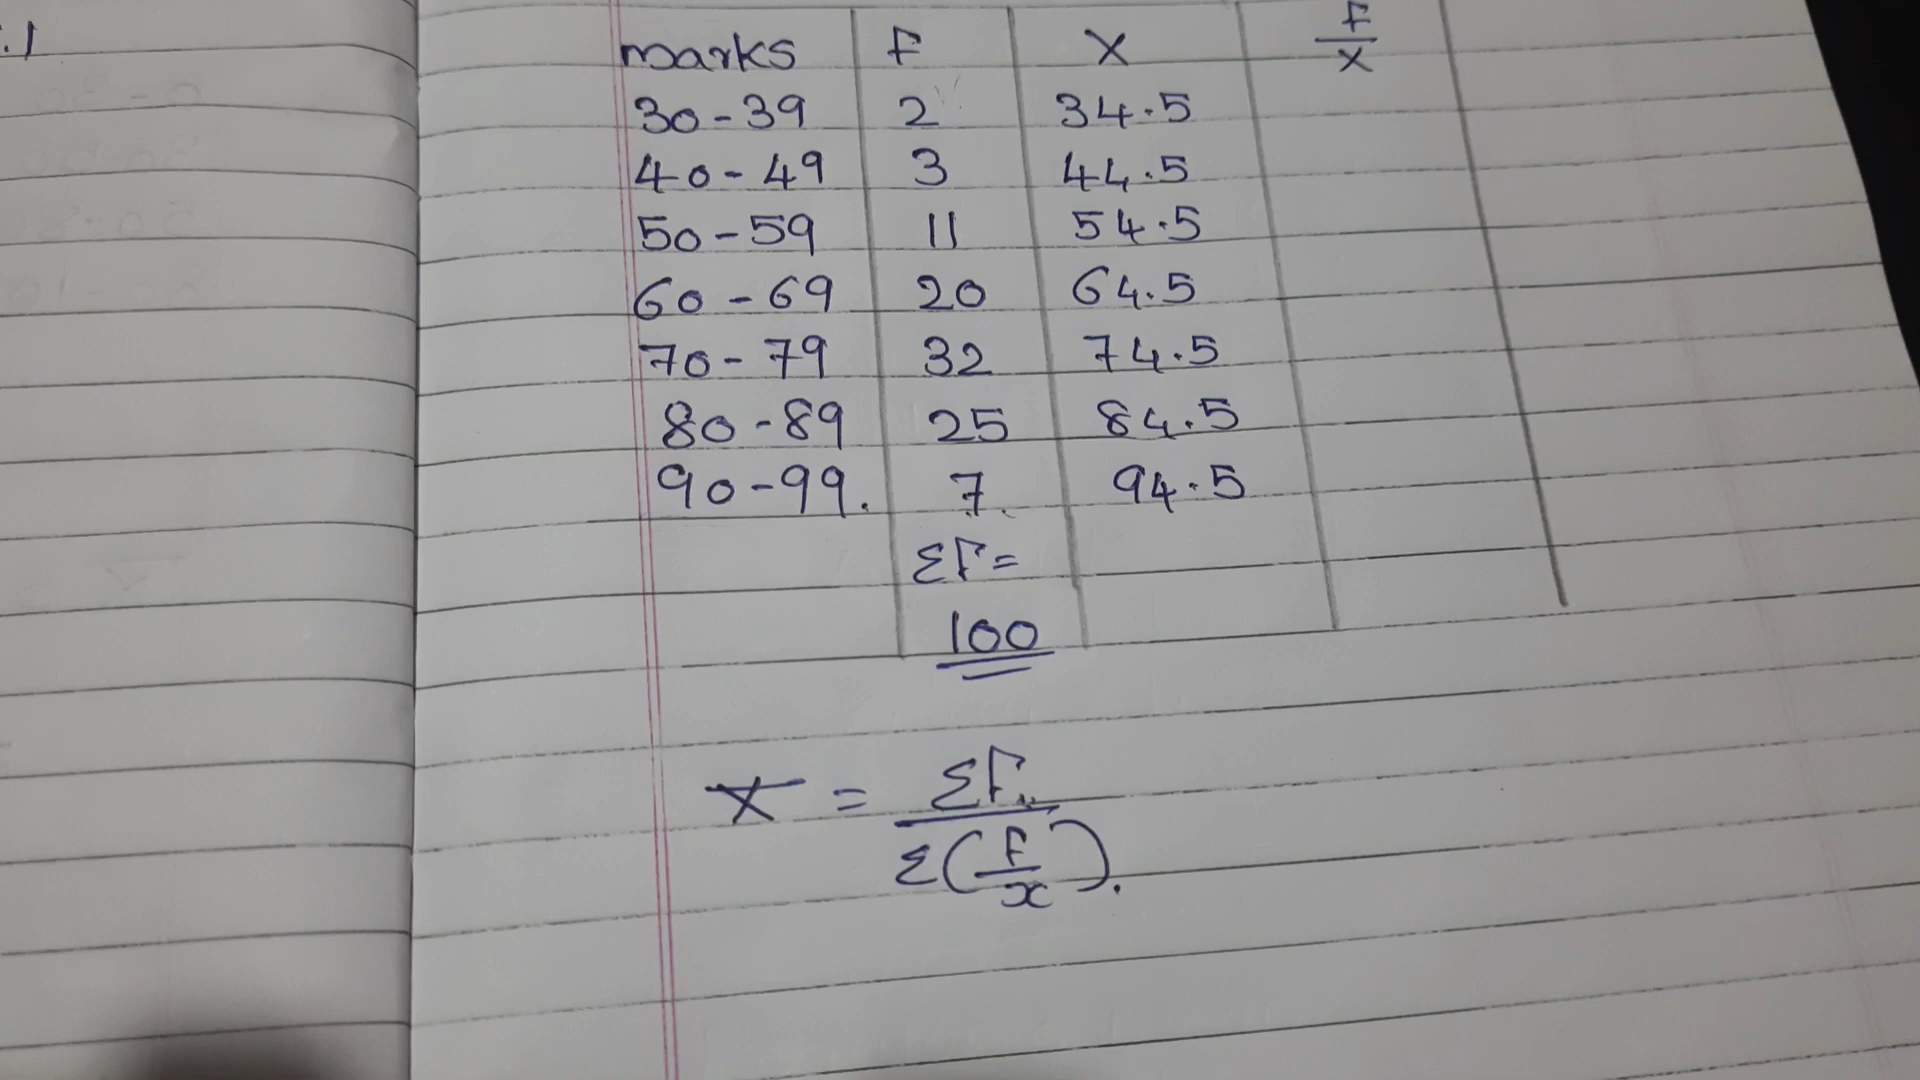 .1
marks F X F/X
30-39 2 34.5
40-49 3 44.5
50-59 11 54.5
60-69 20 64.5
70-79 32 74.5
80-89 25 84.5
90-99. 7. 94.5
ΣF=
100
X̄ = ΣF / Σ(F/x).